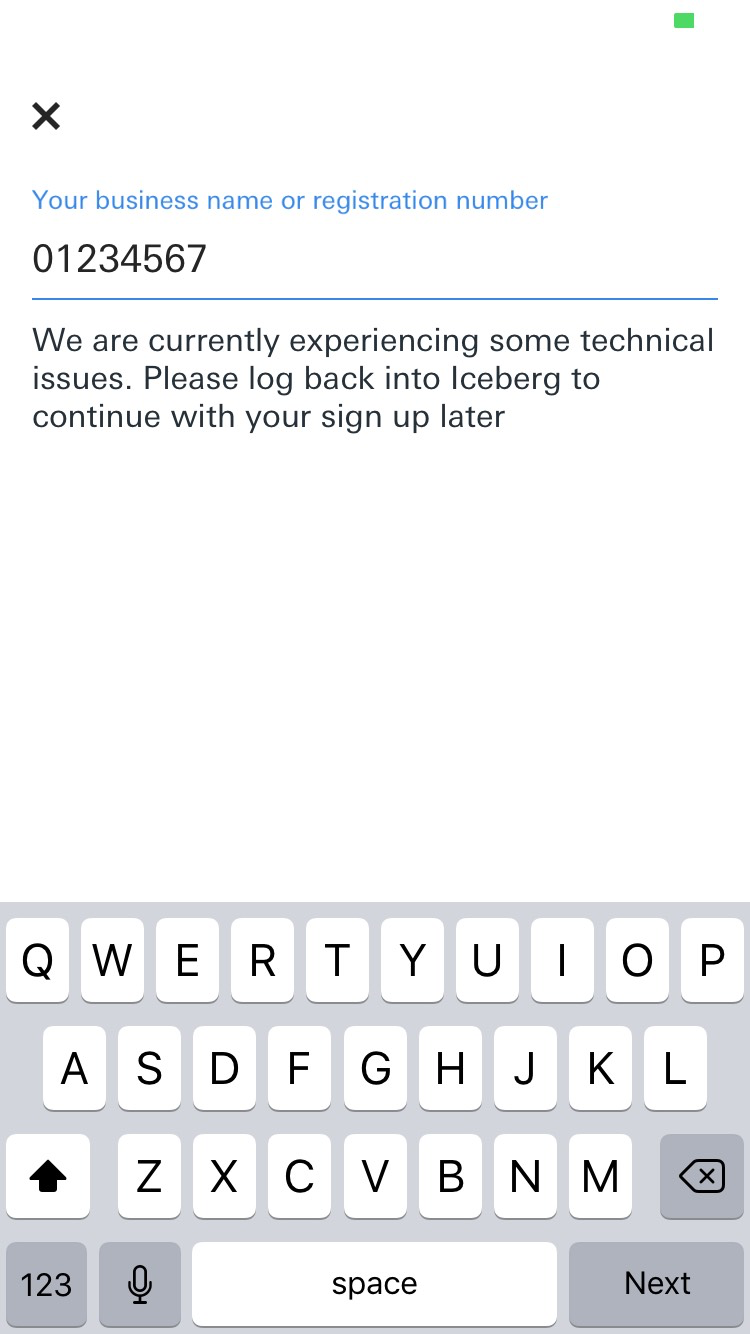 Your business name or registration number
01234567
We are currently experiencing some technical
issues. Please log back into Iceberg to
continue with your sign up later
Q W E R T Y U I O P
A S D F G H J K L
Z X C V B N M
123 space Next